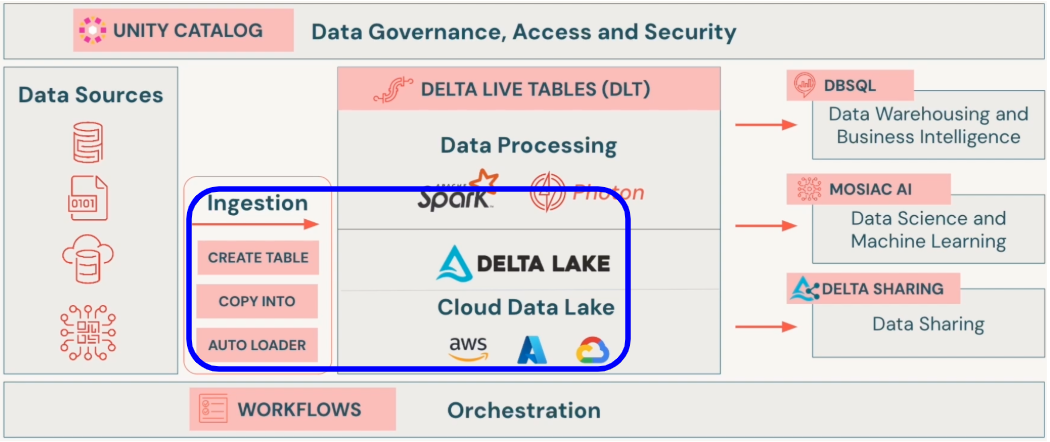 UNITY CATALOG
Data Governance, Access and Security
Data Sources
0101
Ingestion
CREATE TABLE
COPY INTO
AUTO LOADER
DELTA LIVE TABLES (DLT)
Data Processing
APACHE
Spark
Photon
DELTA LAKE
Cloud Data Lake
aws
DBSQL
Data Warehousing and
Business Intelligence
MOSIAC AI
Data Science and
Machine Learning
DELTA SHARING
Data Sharing
WORKFLOWS
Orchestration